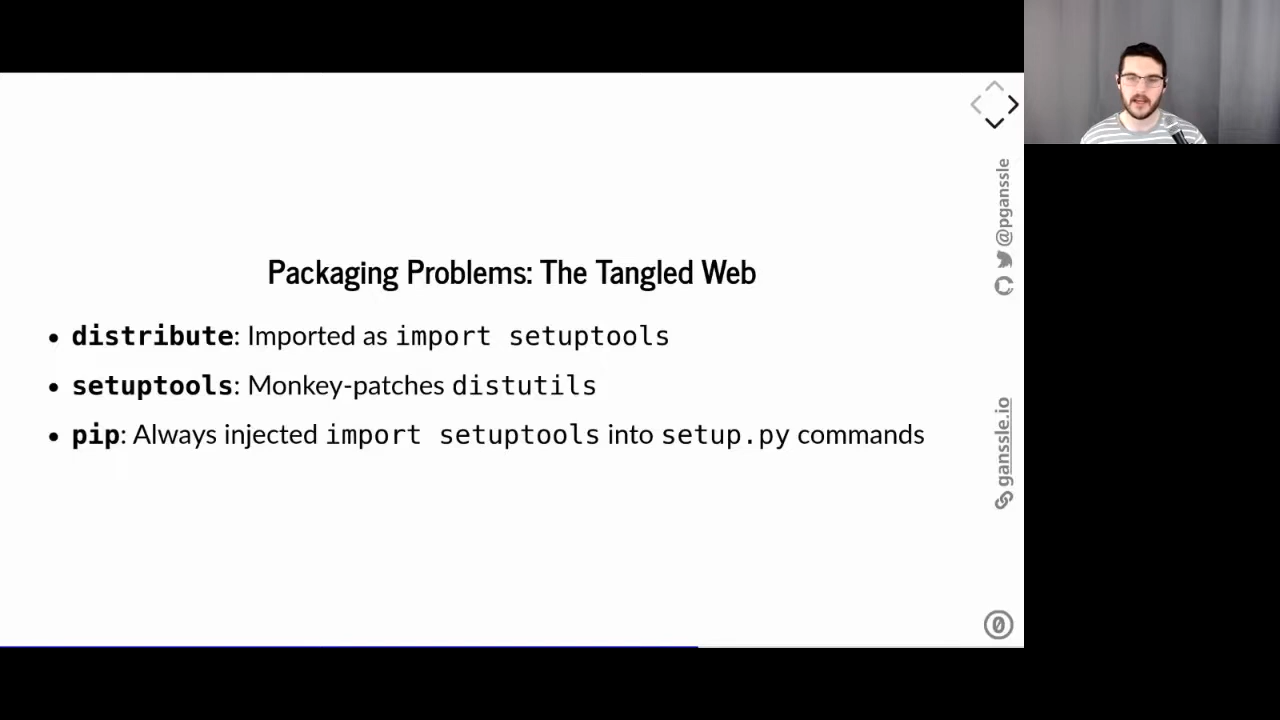 Packaging Problems: The Tangled Web
• distribute: Imported as import setuptools
• setuptools: Monkey-patches distutils
• pip: Always injected import setuptools into setup.py commands
@pganssle
ganssle.io